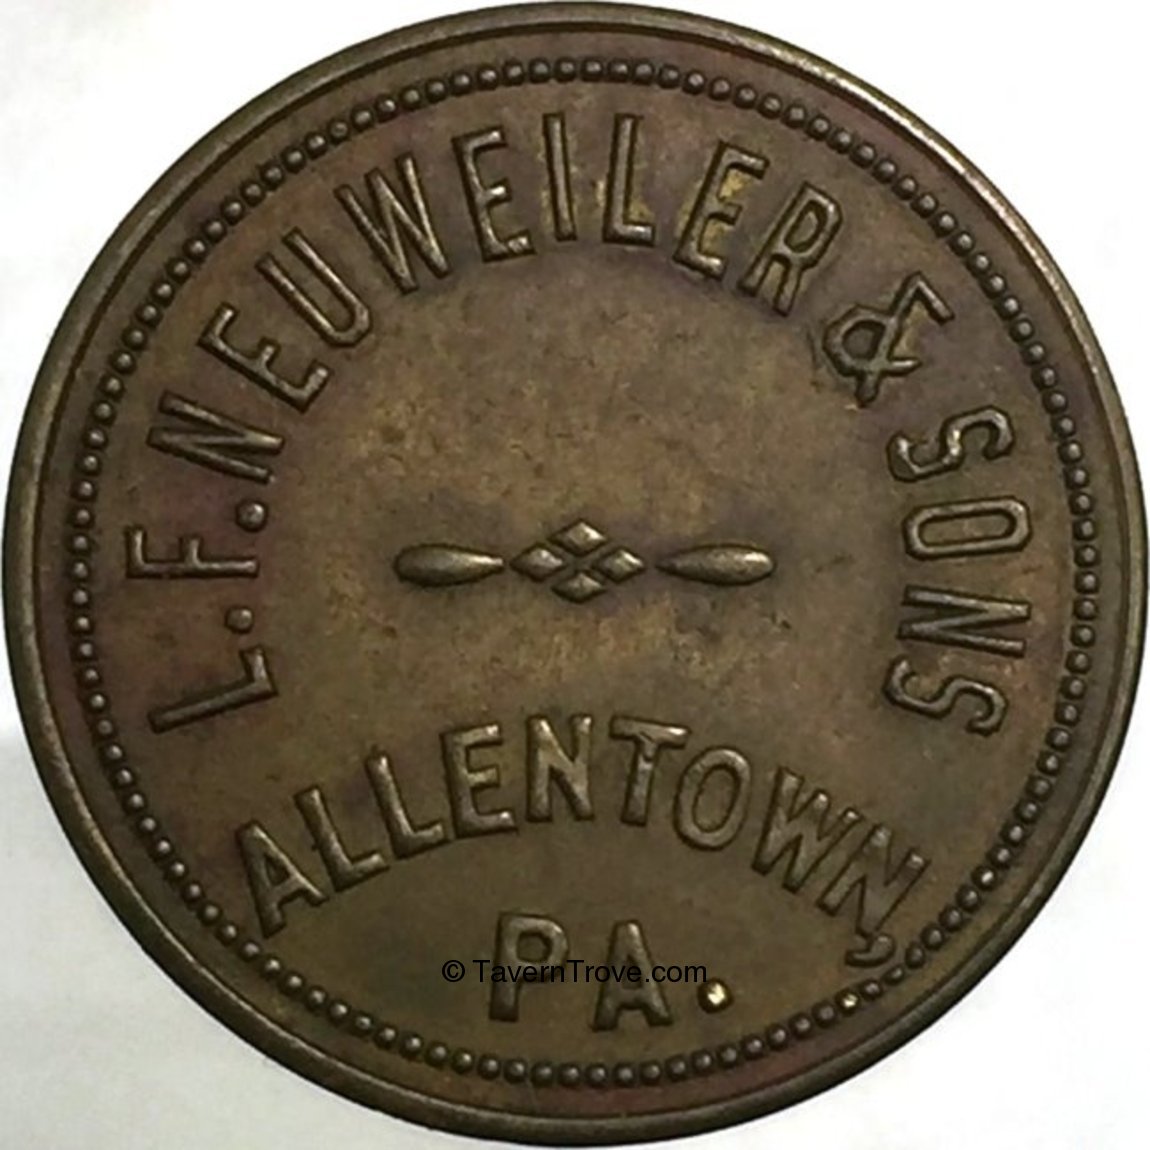 L.F.NEUWEILER & SONS
ALLENTOWN,
PA.
© TavernTrove.com